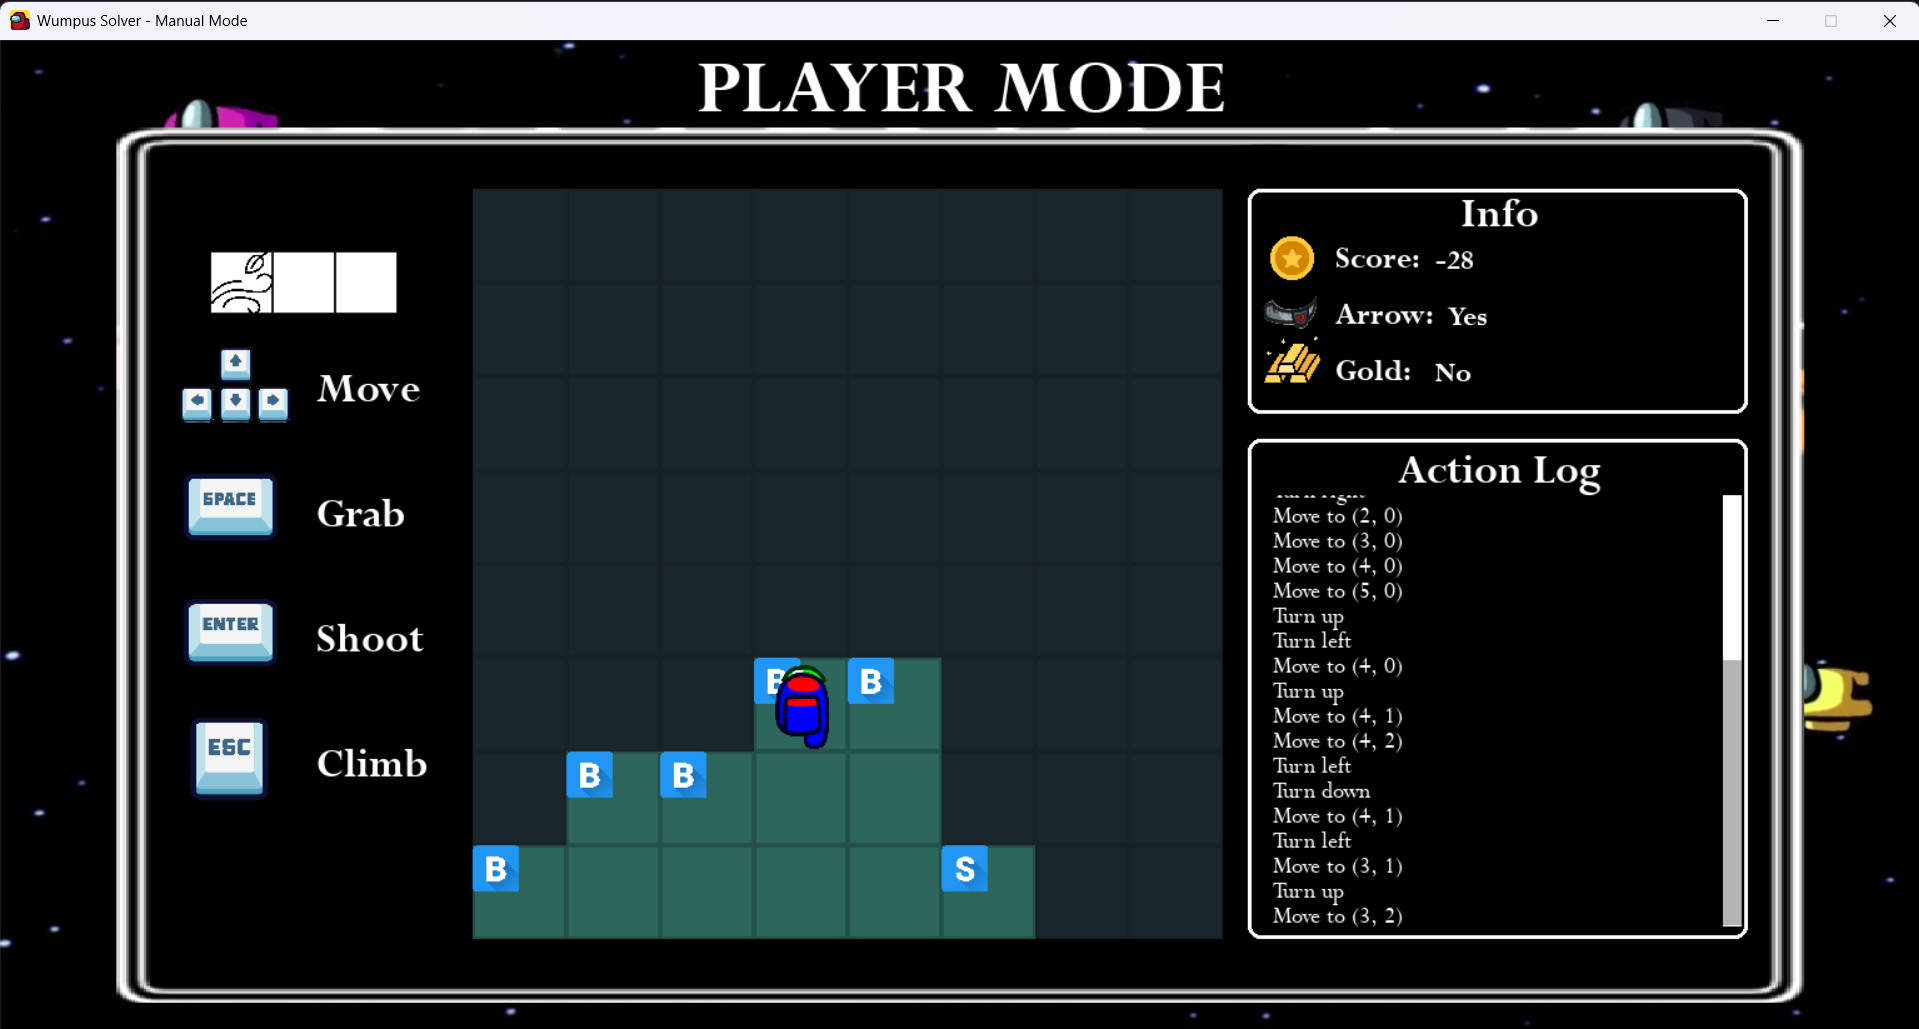 Wumpus Solver - Manual Mode
PLAYER MODE
Move
SPACE
Grab
ENTER
Shoot
ESC
Climb
B
B
B
B
B
S
Info
Score: -28
Arrow: Yes
Gold: No
Action Log
Turn right
Move to (2, 0)
Move to (3, 0)
Move to (4, 0)
Move to (5, 0)
Turn up
Turn left
Move to (4, 0)
Turn up
Move to (4, 1)
Move to (4, 2)
Turn left
Turn down
Move to (4, 1)
Turn left
Move to (3, 1)
Turn up
Move to (3, 2)